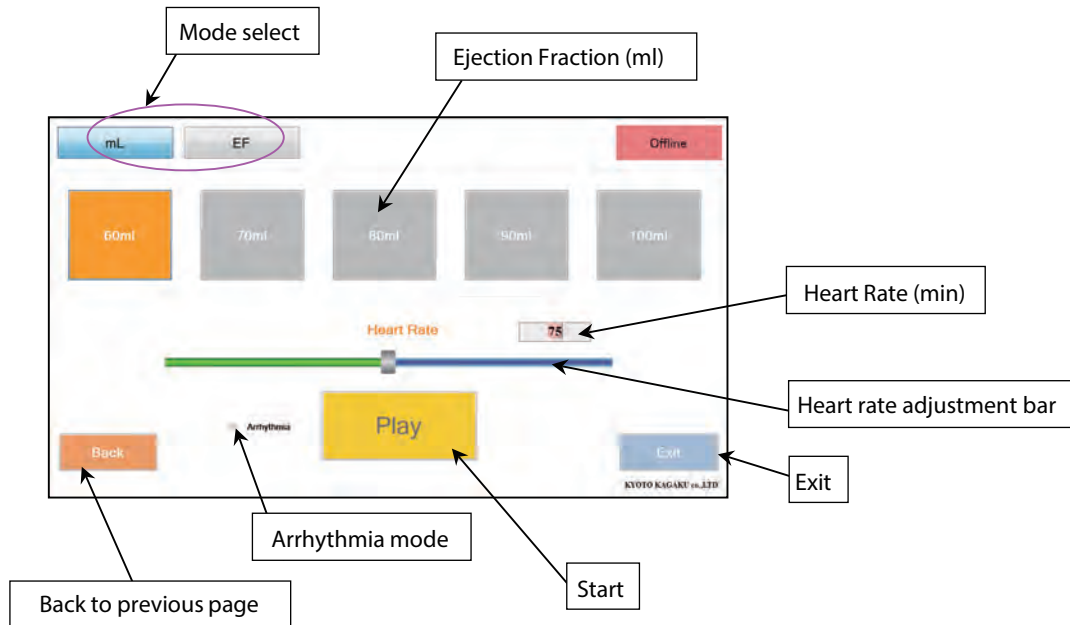 Mode select
Ejection Fraction (ml)
mL
EF
Offline
60ml
70ml
80ml
90ml
100ml
Heart Rate (min)
Heart Rate
75
Heart rate adjustment bar
Arrhythmia
Play
Back
Exit
KYOTO KAGAKU co.,LTD
Exit
Arrhythmia mode
Start
Back to previous page